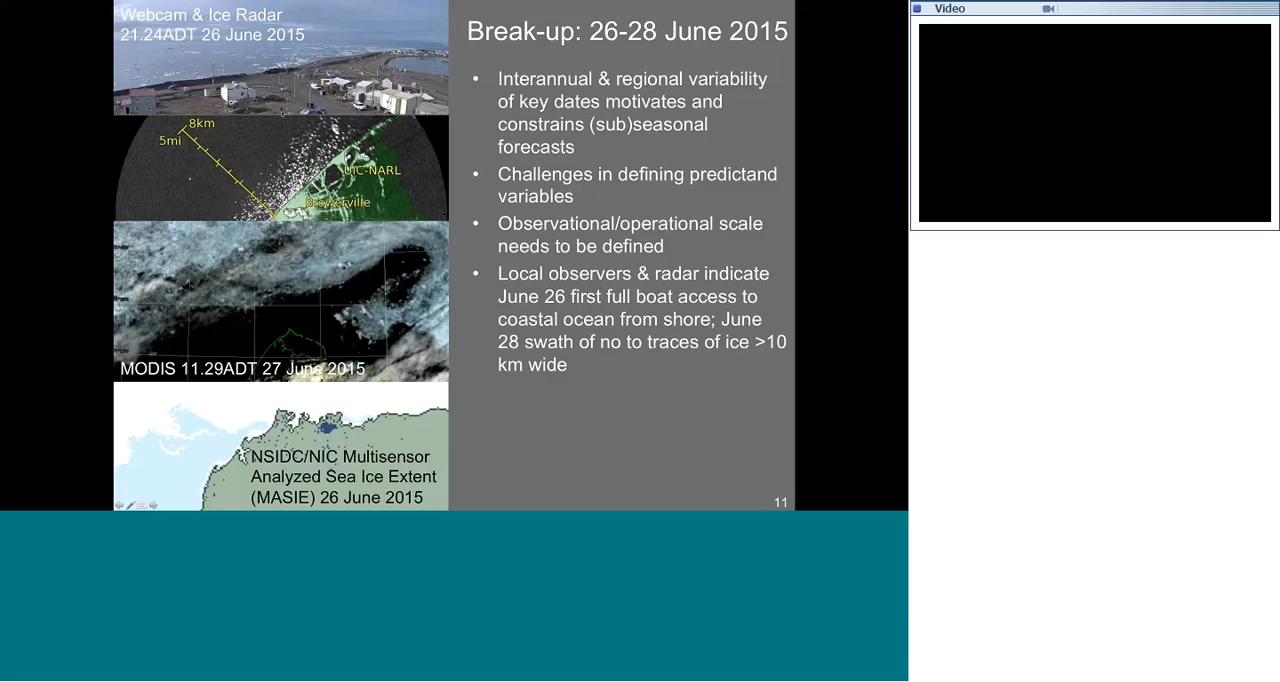 Webcam & Ice Radar
21.24ADT 26 June 2015
8km
5mi
UIC-NARL
Browerville
MODIS 11.29ADT 27 June 2015
NSIDC/NIC Multisensor
Analyzed Sea Ice Extent
(MASIE) 26 June 2015
Break-up: 26-28 June 2015
• Interannual & regional variability
of key dates motivates and
constrains (sub)seasonal
forecasts
• Challenges in defining predictand
variables
• Observational/operational scale
needs to be defined
• Local observers & radar indicate
June 26 first full boat access to
coastal ocean from shore; June
28 swath of no to traces of ice >10
km wide
11
Video